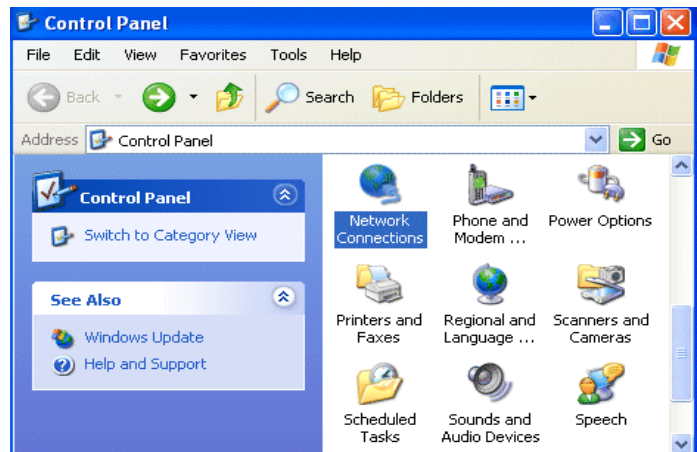 Control Panel
File Edit View Favorites Tools Help
Back Search Folders
Address Control Panel Go
Control Panel
Switch to Category View
See Also
Windows Update
Help and Support
Network Connections
Phone and Modem ...
Power Options
Printers and Faxes
Regional and Language ...
Scanners and Cameras
Scheduled Tasks
Sounds and Audio Devices
Speech